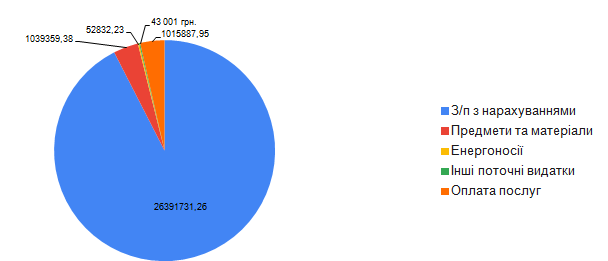 43 001 грн.
52832,23
1015887,95
1039359,38
26391731,26
З/п з нарахуваннями
Предмети та матеріали
Енергоносії
Інші поточні видатки
Оплата послуг